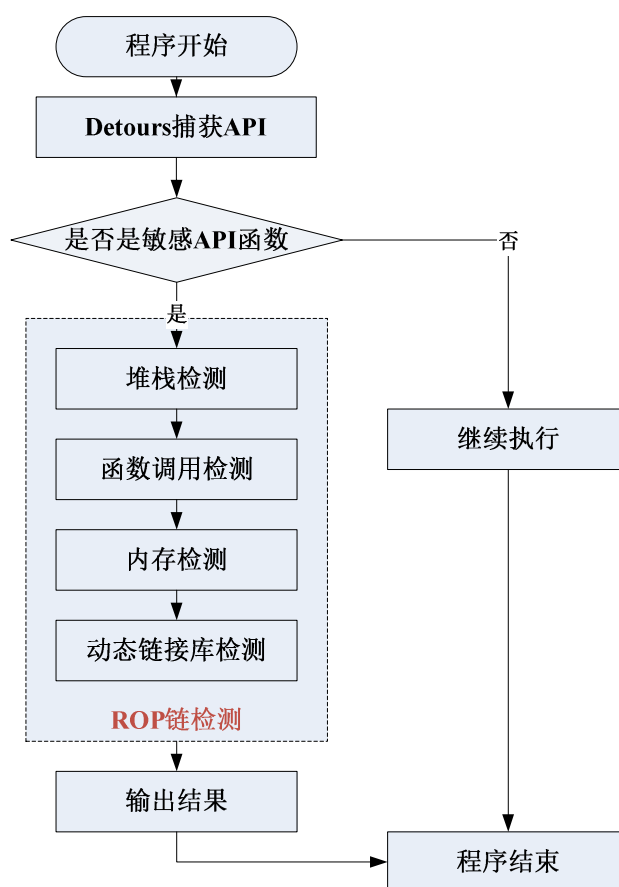 程序开始
Detours捕获API
是否是敏感API函数
否
是
堆栈检测
函数调用检测
内存检测
动态链接库检测
ROP链检测
继续执行
输出结果
程序结束